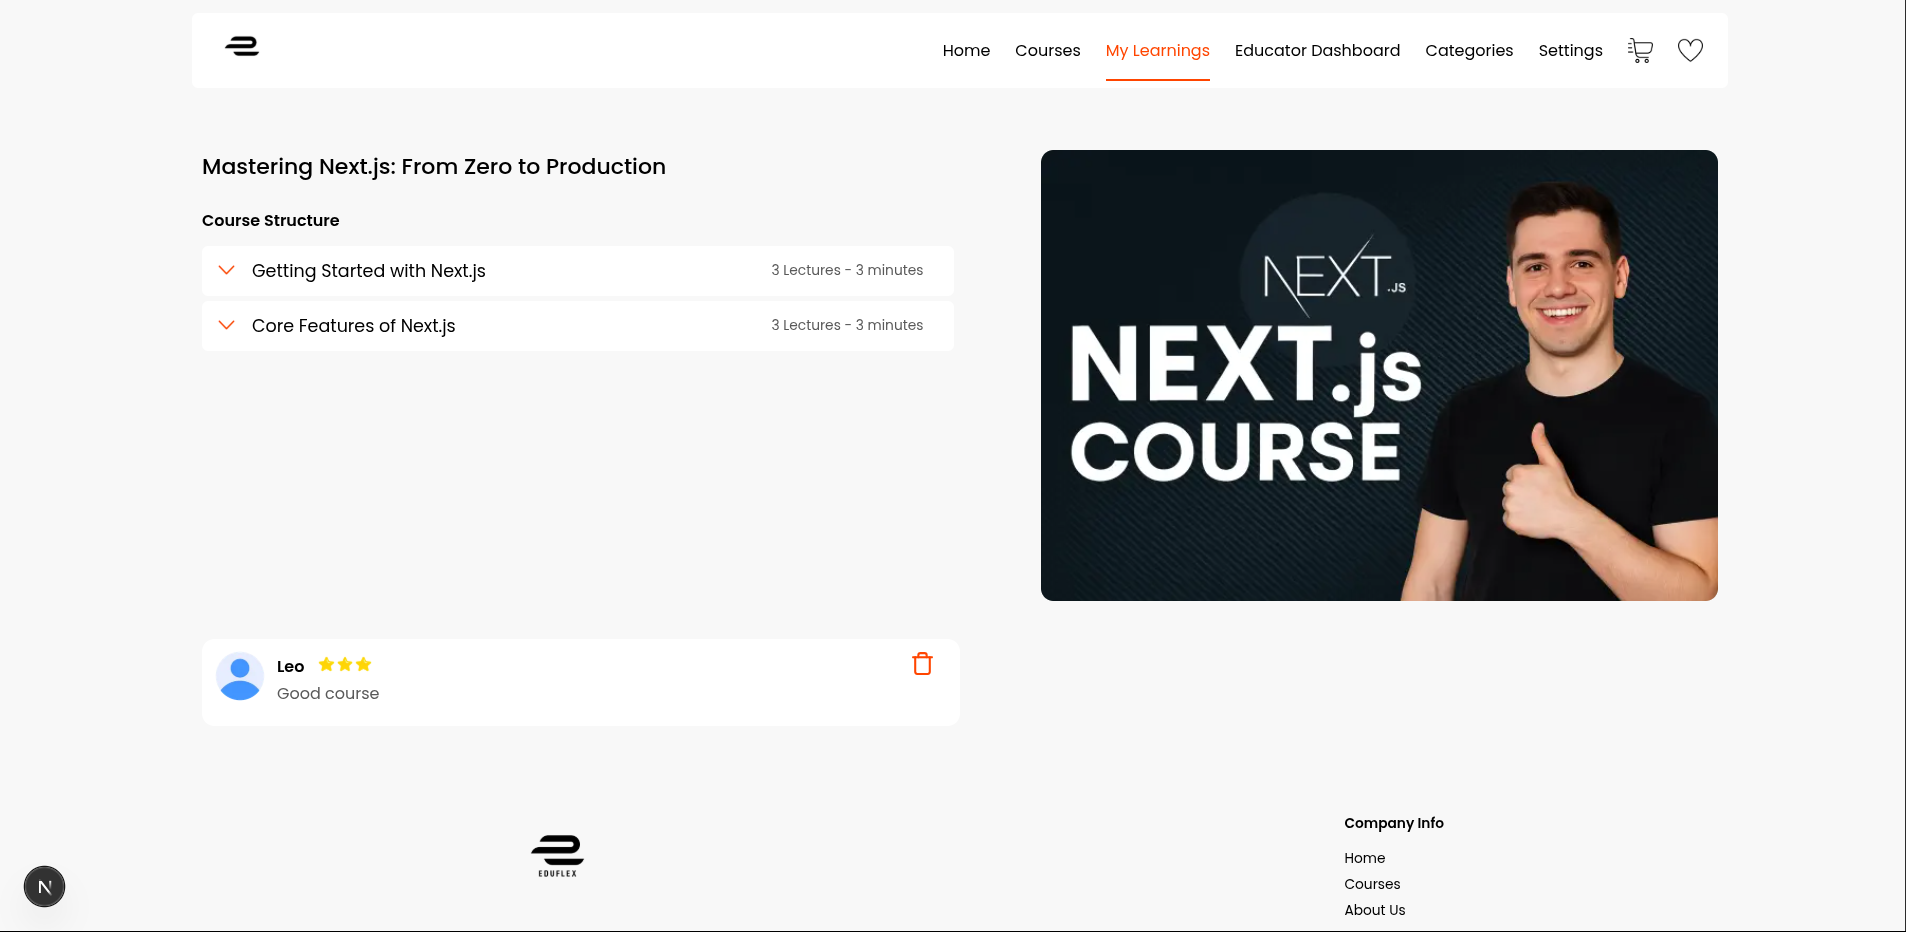 Home Courses My Learnings Educator Dashboard Categories Settings
Mastering Next.js: From Zero to Production
Course Structure
Getting Started with Next.js 3 Lectures - 3 minutes
Core Features of Next.js 3 Lectures - 3 minutes
NEXT.JS
NEXT.js
COURSE
Leo
Good course
EDUFLEX
Company Info
Home
Courses
About Us
N